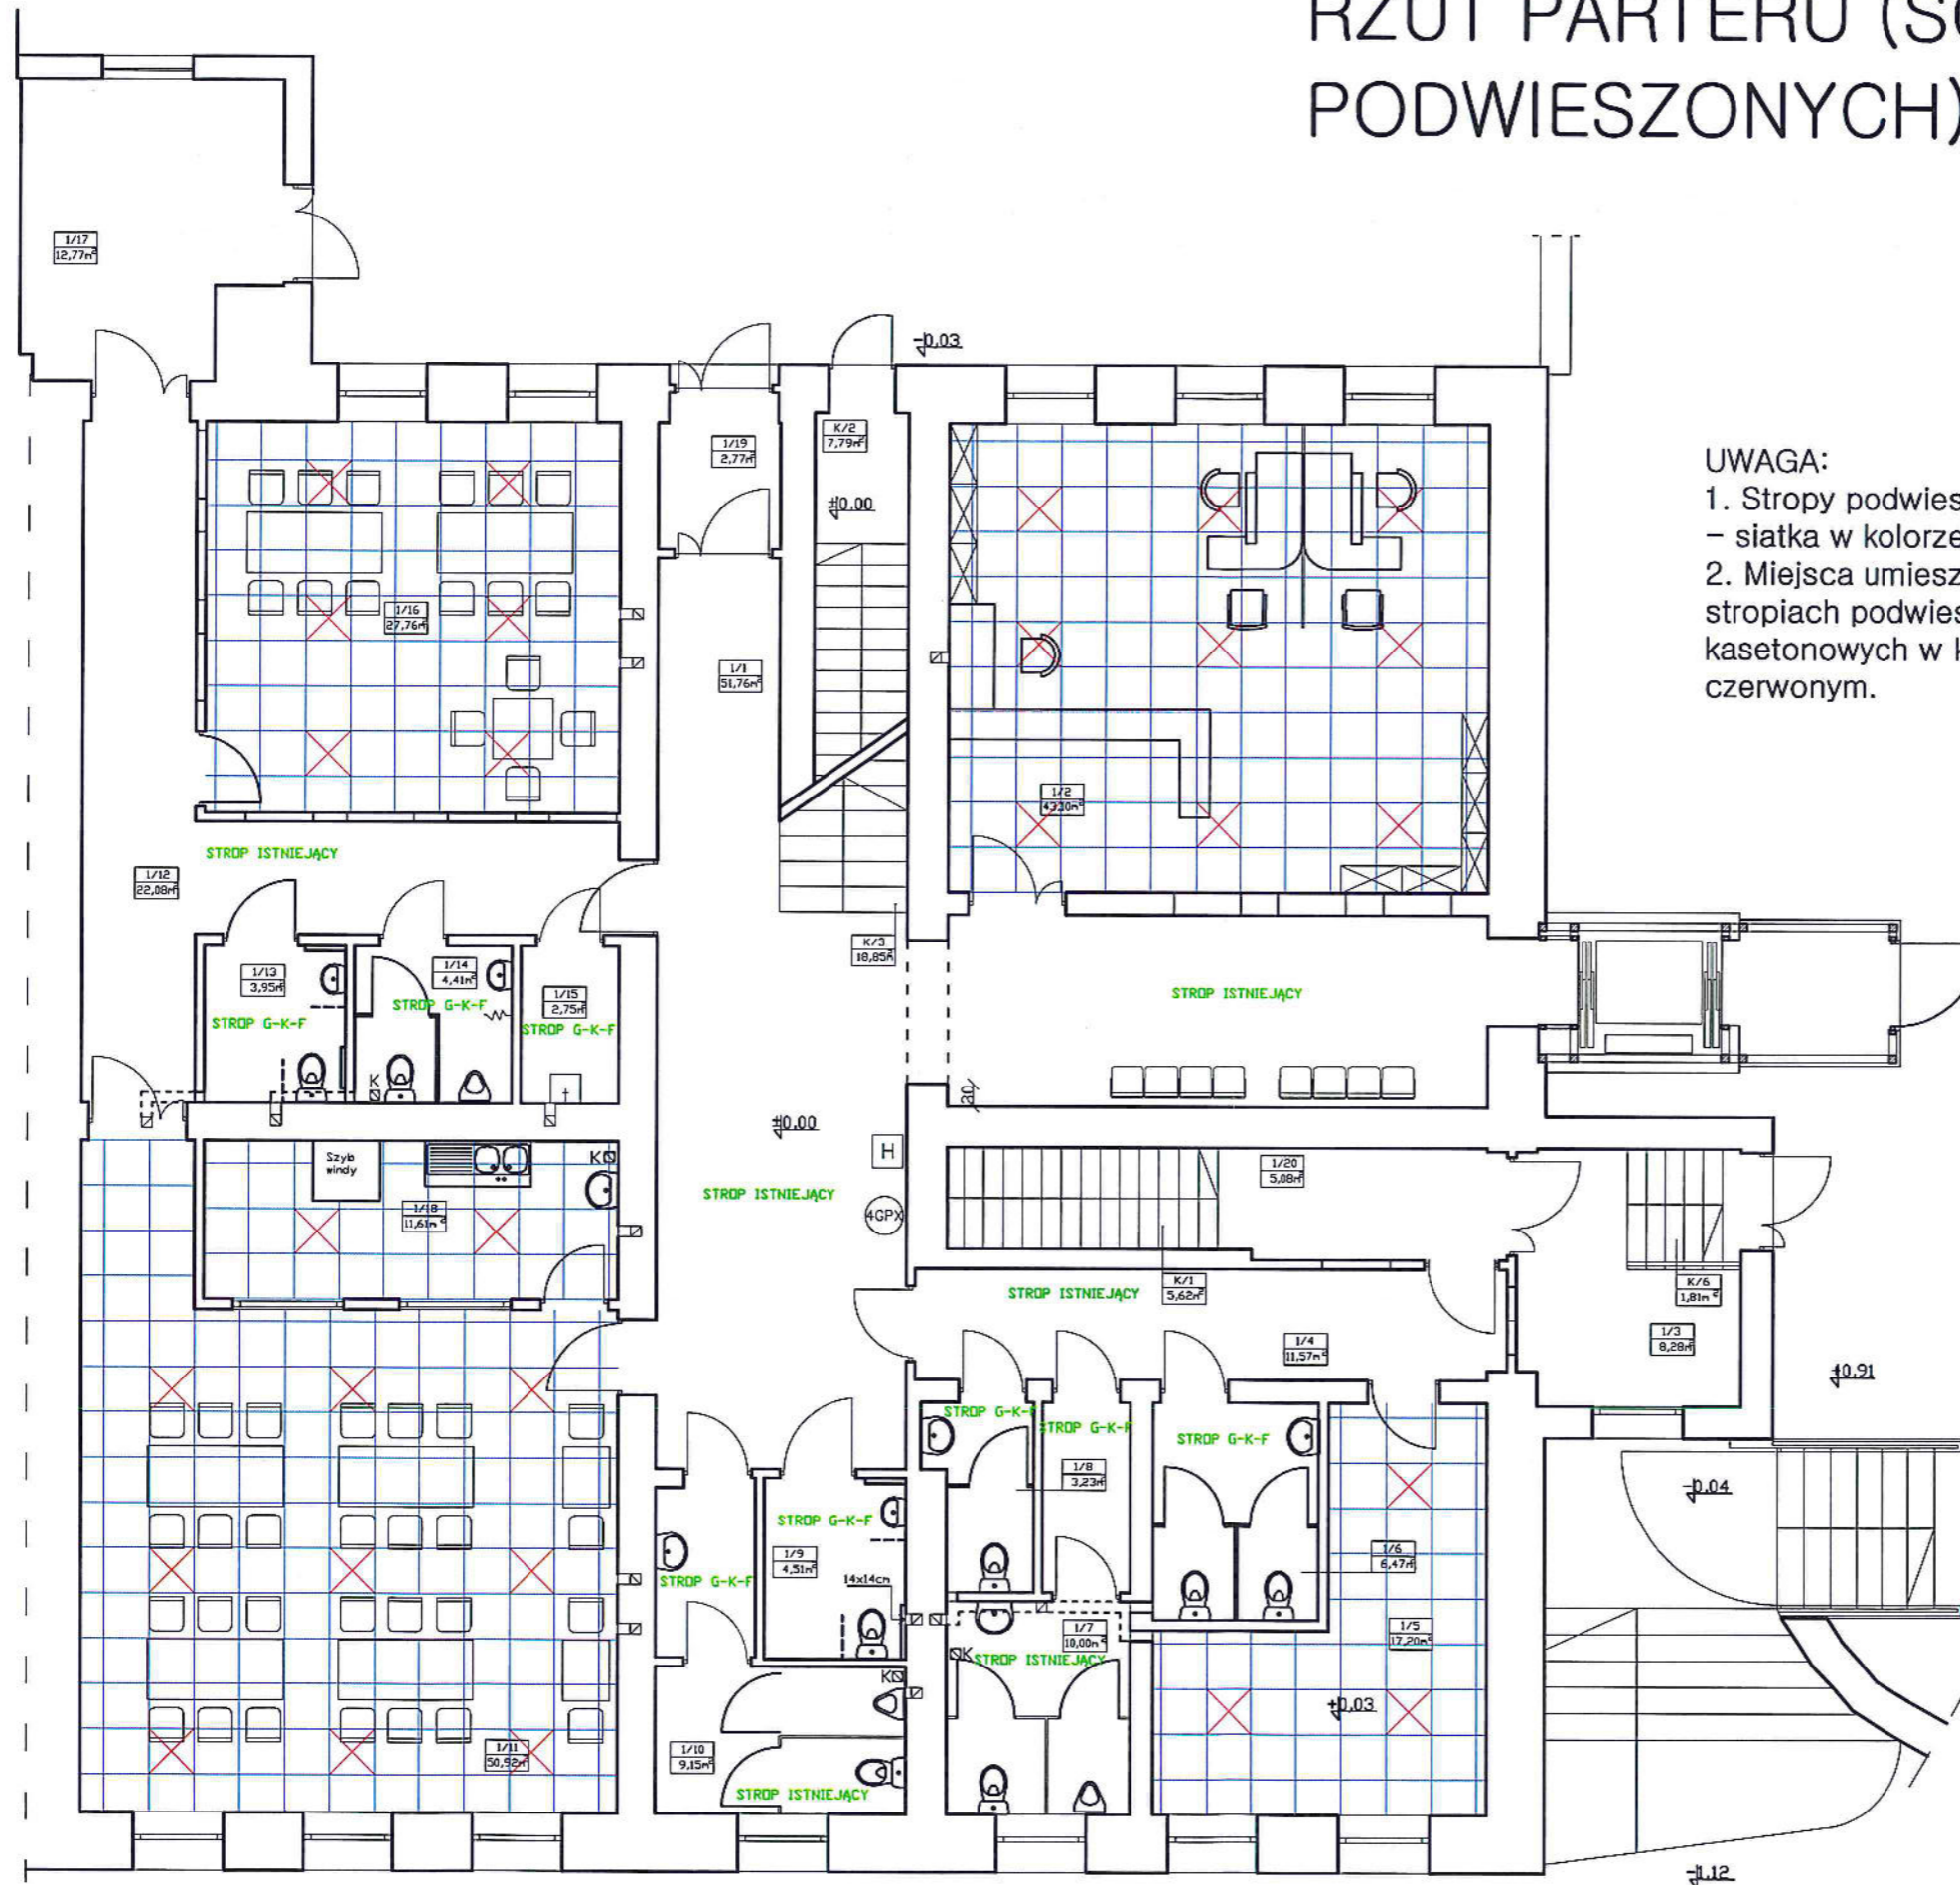 RZUT PARTERU (S
PODWIESZONYCH)
1/17
12,77m²
-0.03
UWAGA:
1. Stropy podwies
– siatka w kolorze
2. Miejsca umiesz
stropiach podwies
kasetonowych w k
czerwonym.
1/19
2,77m²
K/2
7,79m²
±0.00
1/16
27,76m²
1/1
51,76m²
1/2
STROP ISTNIEJĄCY
1/12
22,08m²
K/3
18,85m²
1/13
3,95m²
1/14
4,41m²
1/15
2,75m²
STROP G-K-F
STROP G-K-F
STROP G-K-F
STROP ISTNIEJĄCY
K
20
±0.00
H
Szyb
windy
K
1/18
11,61m²
STROP ISTNIEJĄCY
4GPX
1/20
5,08m²
K/1
5,62m²
STROP ISTNIEJĄCY
K/6
1,81m²
1/3
8,28m²
1/4
11,57m²
±0.91
STROP G-K-F
STROP G-K-F
STROP G-K-F
1/8
3,23m²
-0.04
STROP G-K-F
1/9
4,51m²
14x14cm
STROP G-K-F
1/6
6,47m²
1/7
10,00m²
1/5
17,20m²
K
STROP ISTNIEJĄCY
K
+0.03
1/11
50,92m²
1/10
9,15m²
STROP ISTNIEJĄCY
-1.12